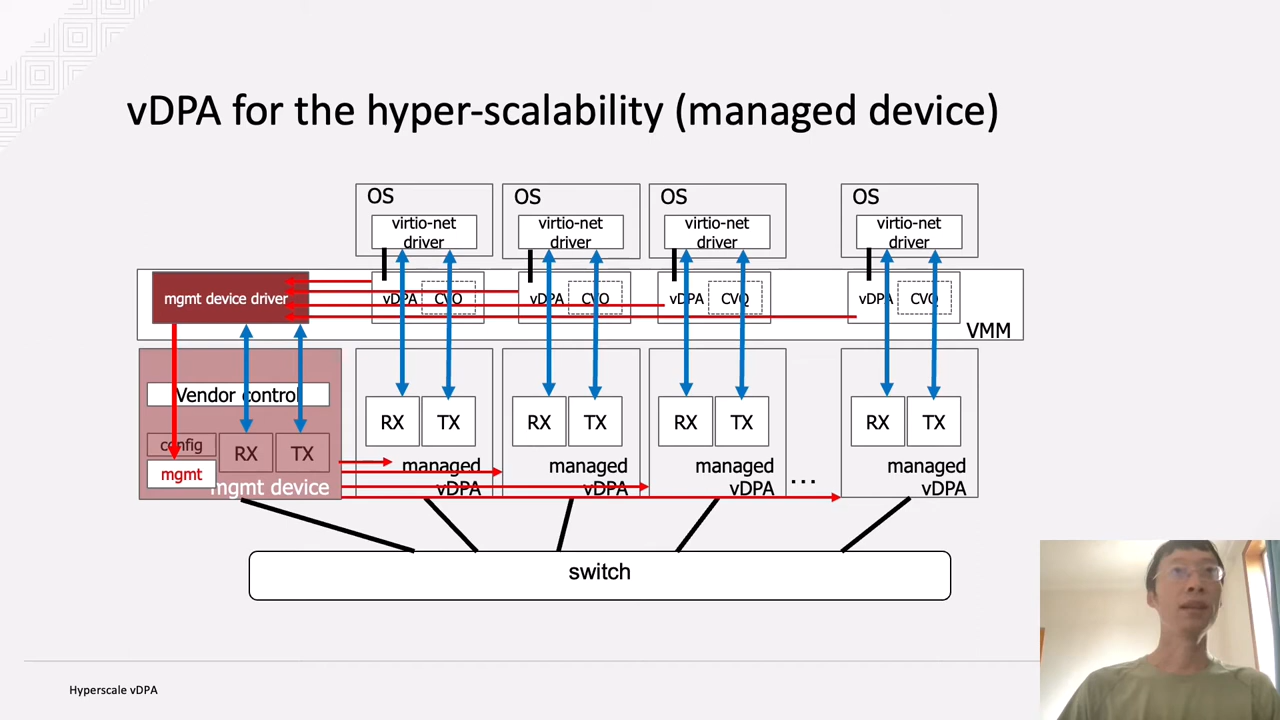 vDPA for the hyper-scalability (managed device)
OS
OS
OS
OS
virtio-net
driver
virtio-net
driver
virtio-net
driver
virtio-net
driver
mgmt device driver
vDPA
CVQ
vDPA
CVQ
vDPA
CVQ
vDPA
CVQ
VMM
Vendor control
config
RX
TX
mgmt
mgmt device
RX
TX
managed
vDPA
RX
TX
managed
vDPA
RX
TX
managed
vDPA
...
RX
TX
managed
vDPA
switch
Hyperscale vDPA